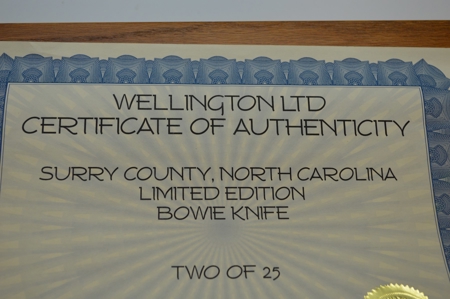 WELLINGTON LTD
CERTIFICATE OF AUTHENTICITY
SURRY COUNTY, NORTH CAROLINA
LIMITED EDITION
BOWIE KNIFE
TWO OF 25